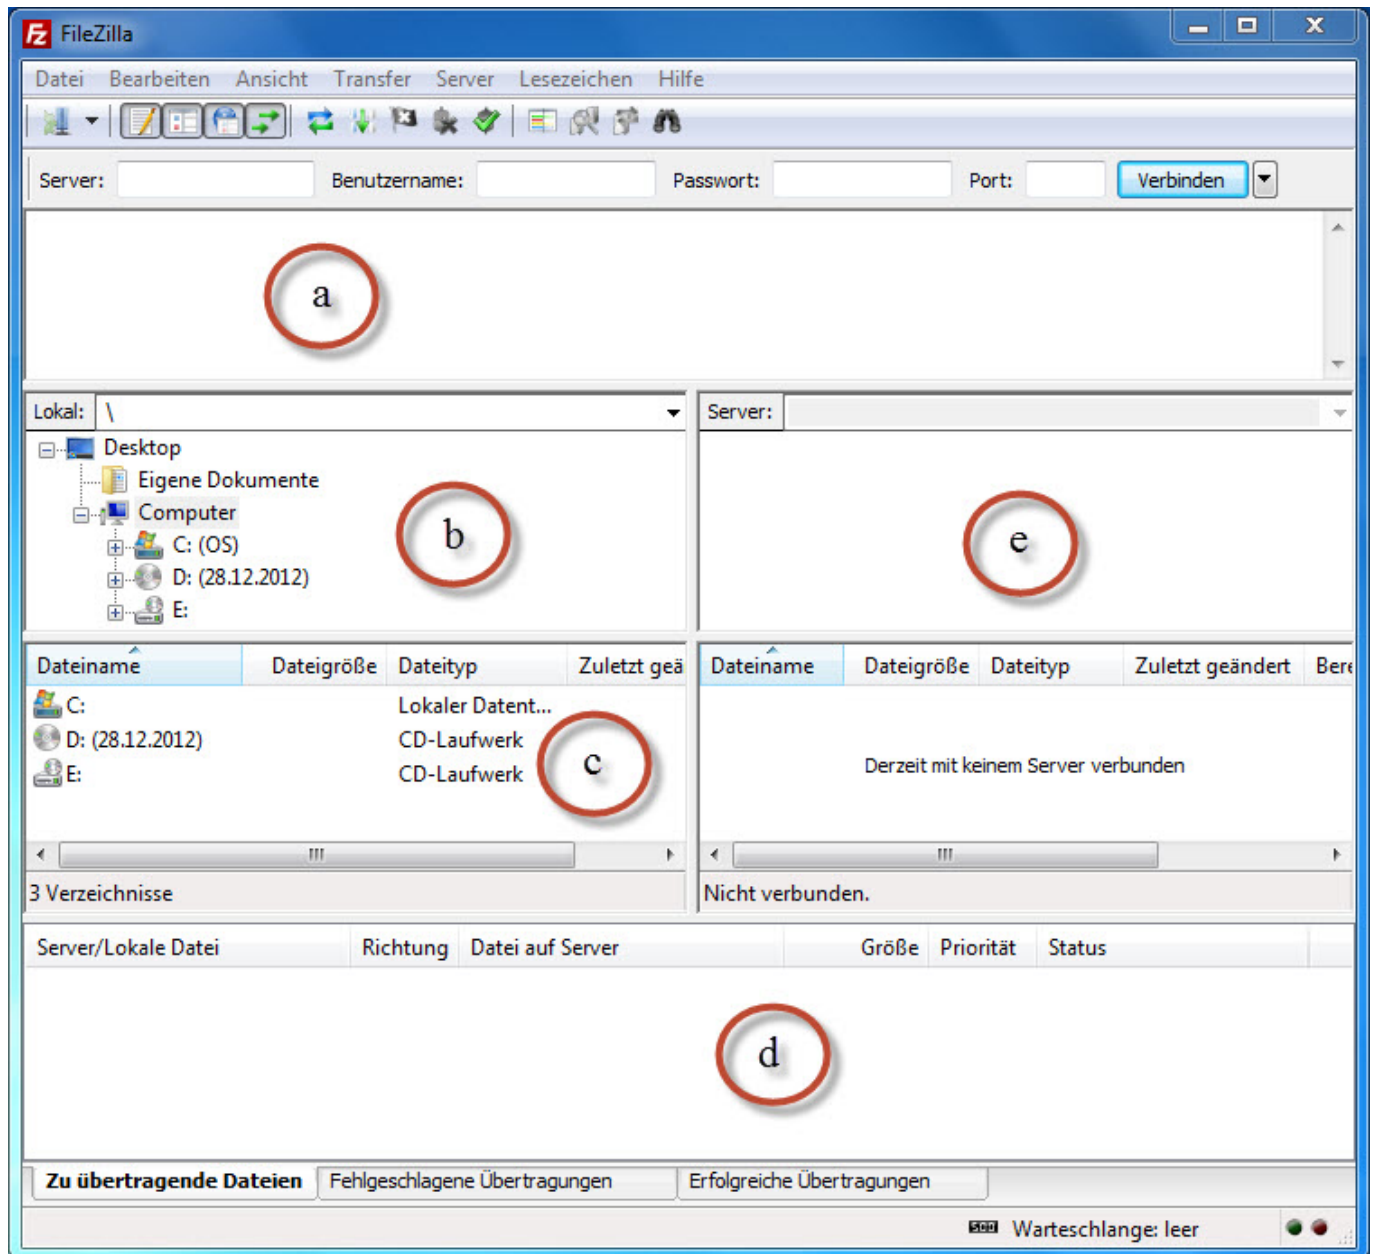 FileZilla
Datei Bearbeiten Ansicht Transfer Server Lesezeichen Hilfe
Server: Benutzername: Passwort: Port: Verbinden
a
Lokal: \
Desktop
Eigene Dokumente
Computer
C: (OS)
D: (28.12.2012)
E:
b
Server:
e
Dateiname Dateigröße Dateityp Zuletzt geä
C: Lokaler Datent...
D: (28.12.2012) CD-Laufwerk
E: CD-Laufwerk
c
3 Verzeichnisse
Dateiname Dateigröße Dateityp Zuletzt geändert Bere
Derzeit mit keinem Server verbunden
Nicht verbunden.
Server/Lokale Datei Richtung Datei auf Server Größe Priorität Status
d
Zu übertragende Dateien Fehlgeschlagene Übertragungen Erfolgreiche Übertragungen
Warteschlange: leer